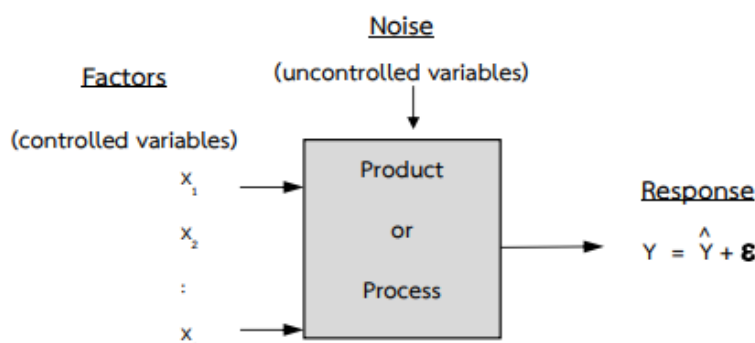 Noise
(uncontrolled variables)
Factors
(controlled variables)
X1
X2
:
X
Product
or
Process
Response
Y = Ŷ + ε